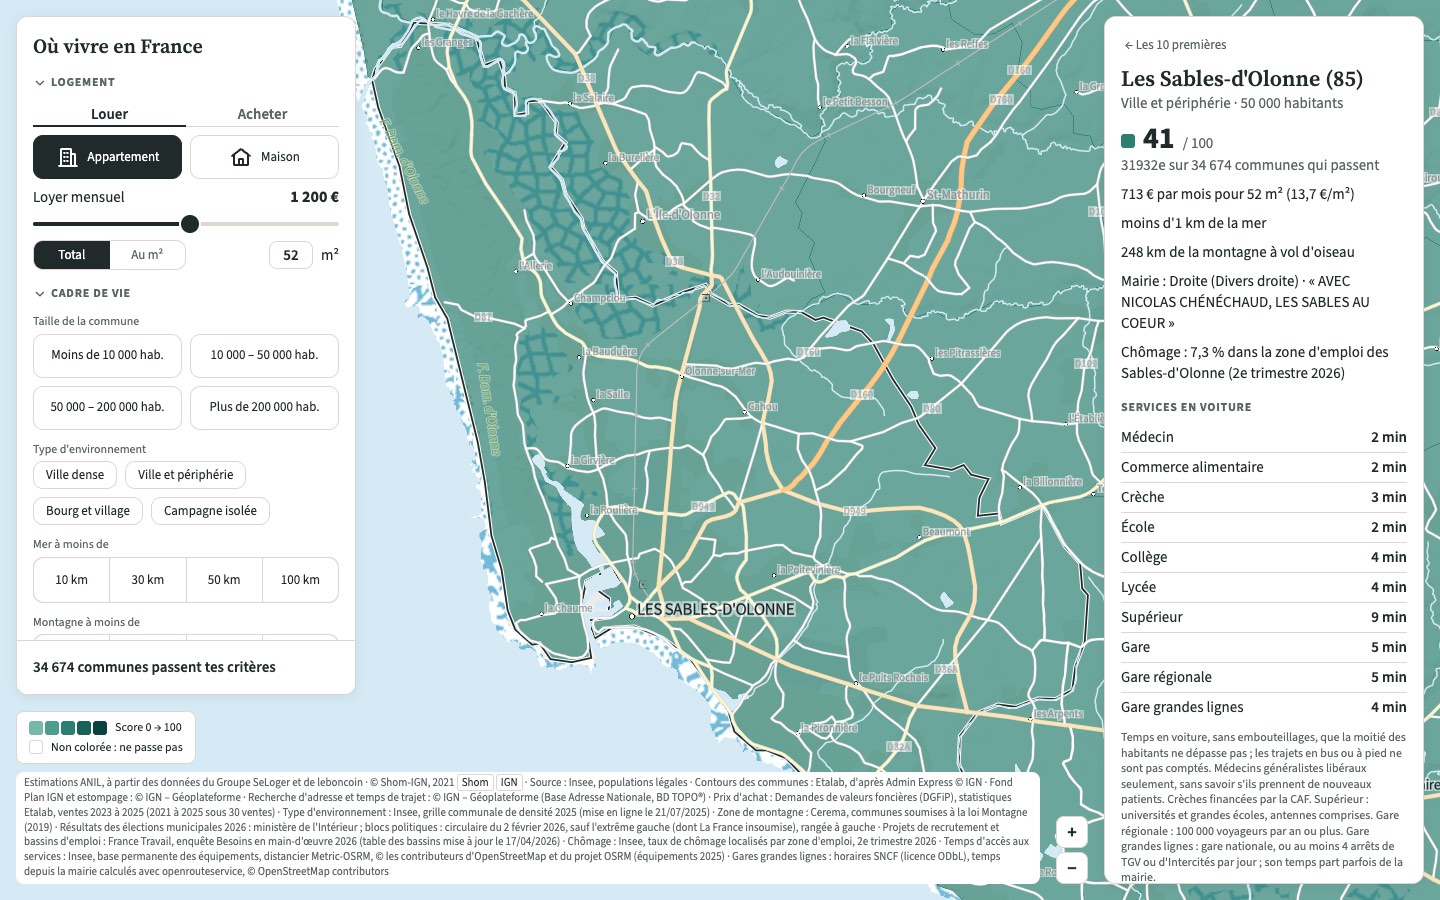 Où vivre en France
LOGEMENT
Louer
Acheter
Appartement
Maison
Loyer mensuel
1 200 €
Total
Au m²
52
m²
CADRE DE VIE
Taille de la commune
Moins de 10 000 hab.
10 000 – 50 000 hab.
50 000 – 200 000 hab.
Plus de 200 000 hab.
Type d'environnement
Ville dense
Ville et périphérie
Bourg et village
Campagne isolée
Mer à moins de
10 km
30 km
50 km
100 km
Montagne à moins de
34 674 communes passent tes critères
Score 0 → 100
Non colorée : ne passe pas
le Havre de la Gachère
les Granges
D38
la Salaire
la Flaivière
les Relfes
D160
D760
le Petit Besson
F. Dom. d'Olonne
la Burelière
D32
Bourgneuf
St-Mathurin
L'Ile-d'Olonne
D36
l'Allerie
l'Audouinière
Champclou
D87
la Bauduère
D760
les Pitrassières
Olonne-sur-Mer
la Salle
D160
D80
Gahou
F. Dom. d'Olonne
la Girvière
la Billonnière
la Roulière
D949
D949
Beaumont
la Poitevinière
la Chaume
LES SABLES-D'OLONNE
D36A
le Puits Rochais
les Arpents
la Pironnière
D32A
Estimations ANIL, à partir des données du Groupe SeLoger et de leboncoin · © Shom-IGN, 2021 Shom IGN · Source : Insee, populations légales · Contours des communes : Etalab, d'après Admin Express © IGN · Fond
Plan IGN et estompage : © IGN – Géoplateforme · Recherche d'adresse et temps de trajet : © IGN – Géoplateforme (Base Adresse Nationale, BD TOPO®) · Prix d'achat : Demandes de valeurs foncières (DGFiP), statistiques
Etalab, ventes 2023 à 2025 (2021 à 2025 sous 30 ventes) · Type d'environnement : Insee, grille communale de densité 2025 (mise en ligne le 21/07/2025) · Zone de montagne : Cerema, communes soumises à la loi Montagne
(2019) · Résultats des élections municipales 2026 : ministère de l'Intérieur ; blocs politiques : circulaire du 2 février 2026, sauf l'extrême gauche (dont La France insoumise), rangée à gauche · Projets de recrutement et
bassins d'emploi : France Travail, enquête Besoins en main-d'œuvre 2026 (table des bassins mise à jour le 17/04/2026) · Chômage : Insee, taux de chômage localisés par zone d'emploi, 2e trimestre 2026 · Temps d'accès aux
services : Insee, base permanente des équipements, distancier Metric-OSRM, © les contributeurs d'OpenStreetMap et du projet OSRM (équipements 2025) · Gares grandes lignes : horaires SNCF (licence ODbL), temps
depuis la mairie calculés avec openrouteservice, © OpenStreetMap contributors
+
−
← Les 10 premières
Les Sables-d'Olonne (85)
Ville et périphérie · 50 000 habitants
41 / 100
31932e sur 34 674 communes qui passent
713 € par mois pour 52 m² (13,7 €/m²)
moins d'1 km de la mer
248 km de la montagne à vol d'oiseau
Mairie : Droite (Divers droite) · « AVEC
NICOLAS CHÉNÉCHAUD, LES SABLES AU
COEUR »
Chômage : 7,3 % dans la zone d'emploi des
Sables-d'Olonne (2e trimestre 2026)
SERVICES EN VOITURE
Médecin 2 min
Commerce alimentaire 2 min
Crèche 3 min
École 2 min
Collège 4 min
Lycée 4 min
Supérieur 9 min
Gare 5 min
Gare régionale 5 min
Gare grandes lignes 4 min
Temps en voiture, sans embouteillages, que la moitié des
habitants ne dépasse pas ; les trajets en bus ou à pied ne
sont pas comptés. Médecins généralistes libéraux
seulement, sans savoir s'ils prennent de nouveaux
patients. Crèches financées par la CAF. Supérieur :
universités et grandes écoles, antennes comprises. Gare
régionale : 100 000 voyageurs par an ou plus. Gare
grandes lignes : gare nationale, ou au moins 4 arrêts de
TGV ou d'Intercités par jour ; son temps part parfois de la
mairie.